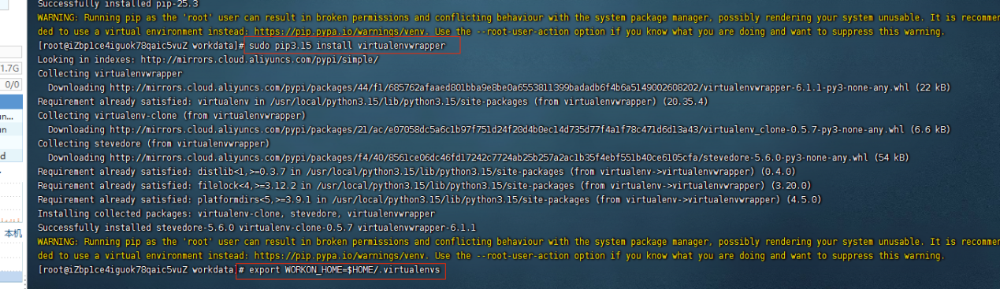 Successfully installed pip-25.3
WARNING: Running pip as the 'root' user can result in broken permissions and conflicting behaviour with the system package manager, possibly rendering your system unusable. It is recommen
ded to use a virtual environment instead: https://pip.pypa.io/warnings/venv. Use the --root-user-action option if you know what you are doing and want to suppress this warning.
[root@iZbp1ce4iguok78qaic5vuZ workdata]# sudo pip3.15 install virtualenvwrapper
Looking in indexes: http://mirrors.cloud.aliyuncs.com/pypi/simple/
Collecting virtualenvwrapper
Downloading http://mirrors.cloud.aliyuncs.com/pypi/packages/44/f1/685762afaaed801bba9e8be0a6553811399badadb6f4b6a5149002608202/virtualenvwrapper-6.1.1-py3-none-any.whl (22 kB)
Requirement already satisfied: virtualenv in /usr/local/python3.15/lib/python3.15/site-packages (from virtualenvwrapper) (20.35.4)
Collecting virtualenv-clone (from virtualenvwrapper)
Downloading http://mirrors.cloud.aliyuncs.com/pypi/packages/21/ac/e07058dc5a6c1b97f751d24f20d4b0ec14d735d77f4a1f78c471d6d13a43/virtualenv_clone-0.5.7-py3-none-any.whl (6.6 kB)
Collecting stevedore (from virtualenvwrapper)
Downloading http://mirrors.cloud.aliyuncs.com/pypi/packages/f4/40/8561ce06dc46fd17242c7724ab25b257a2ac1b35f4ebf551b40ce6105cfa/stevedore-5.6.0-py3-none-any.whl (54 kB)
Requirement already satisfied: distlib<1,>=0.3.7 in /usr/local/python3.15/lib/python3.15/site-packages (from virtualenv->virtualenvwrapper) (0.4.0)
Requirement already satisfied: filelock<4,>=3.12.2 in /usr/local/python3.15/lib/python3.15/site-packages (from virtualenv->virtualenvwrapper) (3.20.0)
Requirement already satisfied: platformdirs<5,>=3.9.1 in /usr/local/python3.15/lib/python3.15/site-packages (from virtualenv->virtualenvwrapper) (4.5.0)
Installing collected packages: virtualenv-clone, stevedore, virtualenvwrapper
Successfully installed stevedore-5.6.0 virtualenv-clone-0.5.7 virtualenvwrapper-6.1.1
WARNING: Running pip as the 'root' user can result in broken permissions and conflicting behaviour with the system package manager, possibly rendering your system unusable. It is recommen
ded to use a virtual environment instead: https://pip.pypa.io/warnings/venv. Use the --root-user-action option if you know what you are doing and want to suppress this warning.
[root@iZbp1ce4iguok78qaic5vuZ workdata]# export WORKON_HOME=$HOME/.virtualenvs
1.7G
0/0
un...
un
d
本机